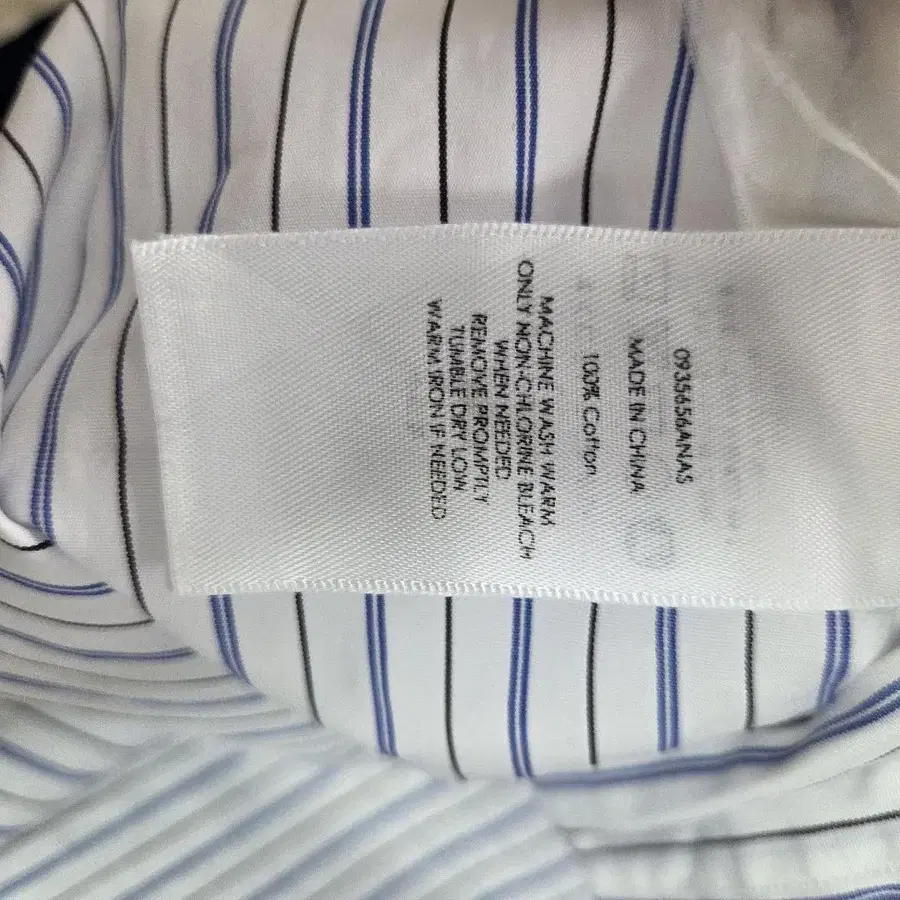 0935656ANAS
MADE IN CHINA
100% Cotton
MACHINE WASH WARM
ONLY NON-CHLORINE BLEACH
WHEN NEEDED
REMOVE PROMPTLY
TUMBLE DRY LOW
WARM IRON IF NEEDED